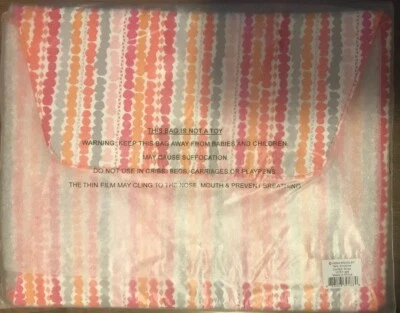 THIS BAG IS NOT A TOY
WARNING: KEEP THIS BAG AWAY FROM BABIES AND CHILDREN.
MAY CAUSE SUFFOCATION
DO NOT USE IN CRIBS, BEDS, CARRIAGES OR PLAYPENS.
THE THIN FILM MAY CLING TO THE NOSE, MOUTH & PREVENT BREATHING